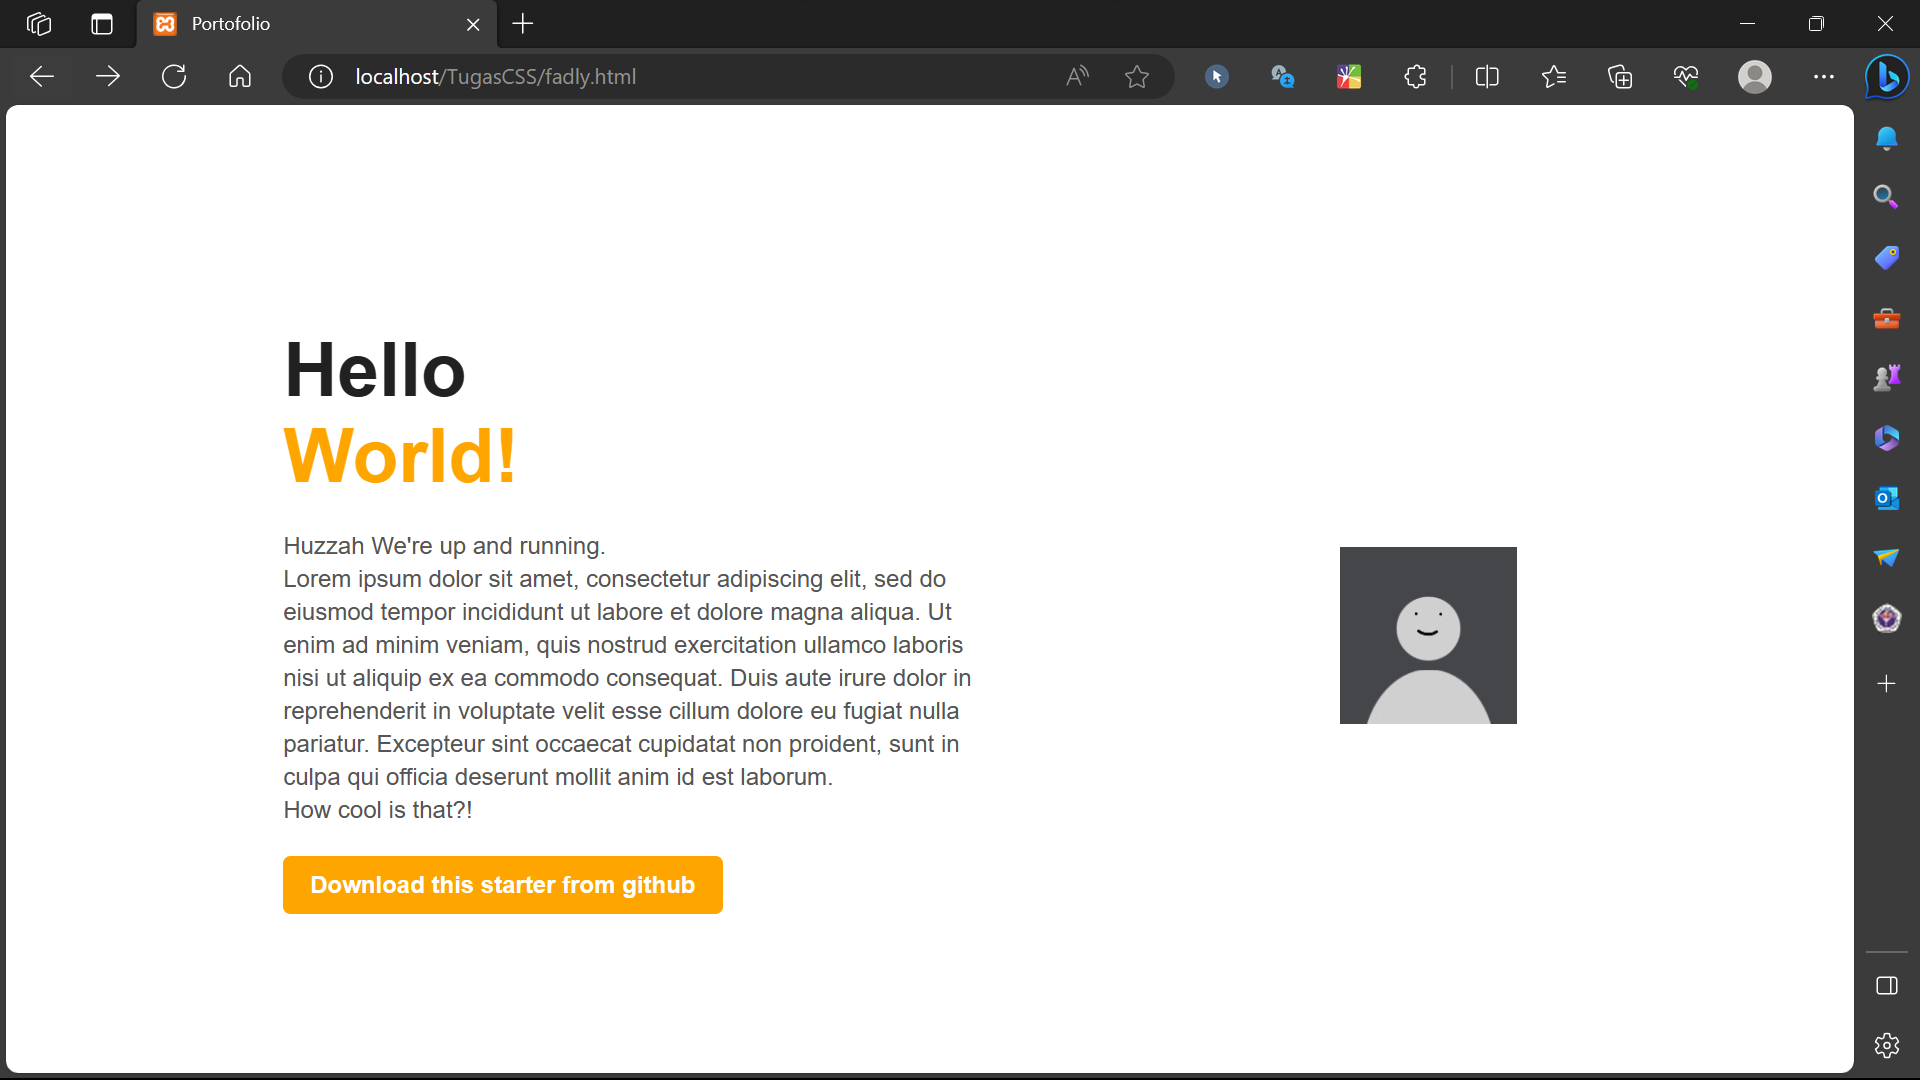 Portofolio
localhost/TugasCSS/fadly.html
Hello
World!
Huzzah We're up and running.
Lorem ipsum dolor sit amet, consectetur adipiscing elit, sed do
eiusmod tempor incididunt ut labore et dolore magna aliqua. Ut
enim ad minim veniam, quis nostrud exercitation ullamco laboris
nisi ut aliquip ex ea commodo consequat. Duis aute irure dolor in
reprehenderit in voluptate velit esse cillum dolore eu fugiat nulla
pariatur. Excepteur sint occaecat cupidatat non proident, sunt in
culpa qui officia deserunt mollit anim id est laborum.
How cool is that?!
Download this starter from github